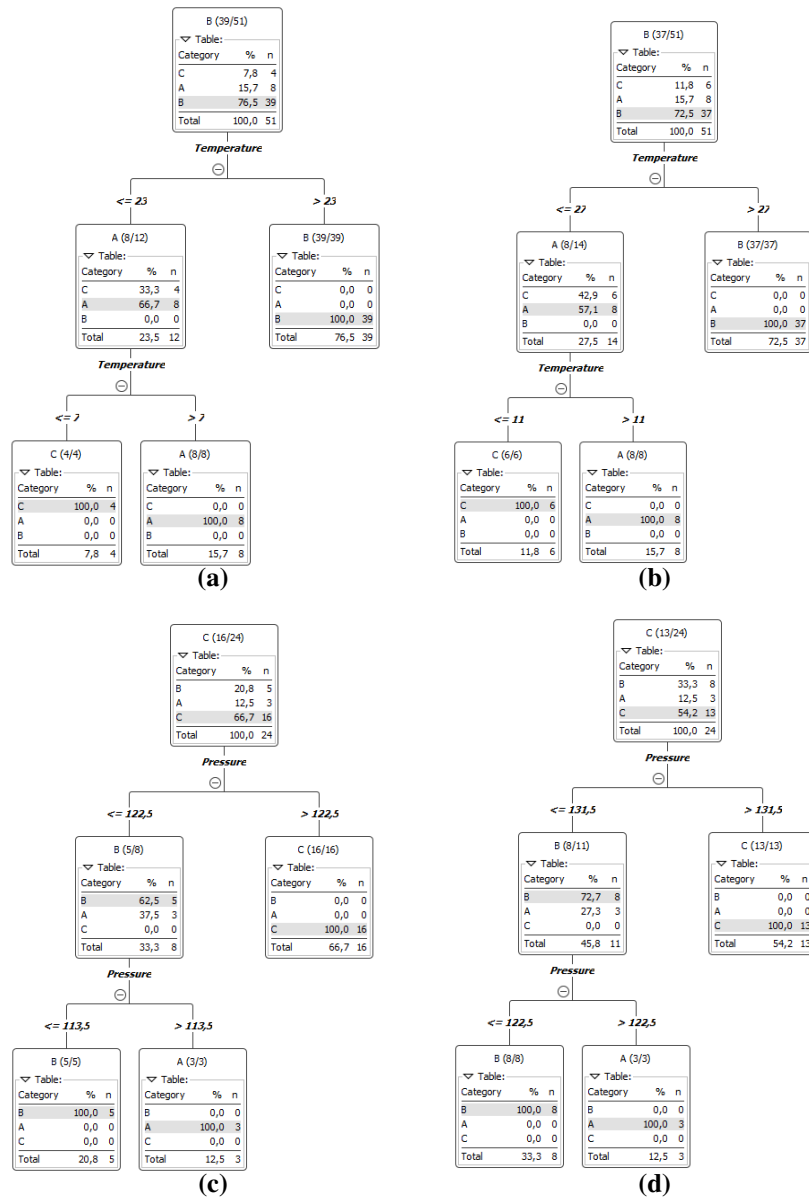 B (39/51)
Table:
Category % n
C 7,8 4
A 15,7 8
B 76,5 39
Total 100,0 51
Temperature
<= 23
> 23
A (8/12)
Table:
Category % n
C 33,3 4
A 66,7 8
B 0,0 0
Total 23,5 12
B (39/39)
Table:
Category % n
C 0,0 0
A 0,0 0
B 100,0 39
Total 76,5 39
Temperature
<= 7
> 7
C (4/4)
Table:
Category % n
C 100,0 4
A 0,0 0
B 0,0 0
Total 7,8 4
A (8/8)
Table:
Category % n
C 0,0 0
A 100,0 8
B 0,0 0
Total 15,7 8
(a)
B (37/51)
Table:
Category % n
C 11,8 6
A 15,7 8
B 72,5 37
Total 100,0 51
Temperature
<= 27
> 27
A (8/14)
Table:
Category % n
C 42,9 6
A 57,1 8
B 0,0 0
Total 27,5 14
B (37/37)
Table:
Category % n
C 0,0 0
A 0,0 0
B 100,0 37
Total 72,5 37
Temperature
<= 11
> 11
C (6/6)
Table:
Category % n
C 100,0 6
A 0,0 0
B 0,0 0
Total 11,8 6
A (8/8)
Table:
Category % n
C 0,0 0
A 100,0 8
B 0,0 0
Total 15,7 8
(b)
C (16/24)
Table:
Category % n
B 20,8 5
A 12,5 3
C 66,7 16
Total 100,0 24
Pressure
<= 122,5
> 122,5
B (5/8)
Table:
Category % n
B 62,5 5
A 37,5 3
C 0,0 0
Total 33,3 8
C (16/16)
Table:
Category % n
B 0,0 0
A 0,0 0
C 100,0 16
Total 66,7 16
Pressure
<= 113,5
> 113,5
B (5/5)
Table:
Category % n
B 100,0 5
A 0,0 0
C 0,0 0
Total 20,8 5
A (3/3)
Table:
Category % n
B 0,0 0
A 100,0 3
C 0,0 0
Total 12,5 3
(c)
C (13/24)
Table:
Category % n
B 33,3 8
A 12,5 3
C 54,2 13
Total 100,0 24
Pressure
<= 131,5
> 131,5
B (8/11)
Table:
Category % n
B 72,7 8
A 27,3 3
C 0,0 0
Total 45,8 11
C (13/13)
Table:
Category % n
B 0,0 0
A 0,0 0
C 100,0 13
Total 54,2 13
Pressure
<= 122,5
> 122,5
B (8/8)
Table:
Category % n
B 100,0 8
A 0,0 0
C 0,0 0
Total 33,3 8
A (3/3)
Table:
Category % n
B 0,0 0
A 100,0 3
C 0,0 0
Total 12,5 3
(d)